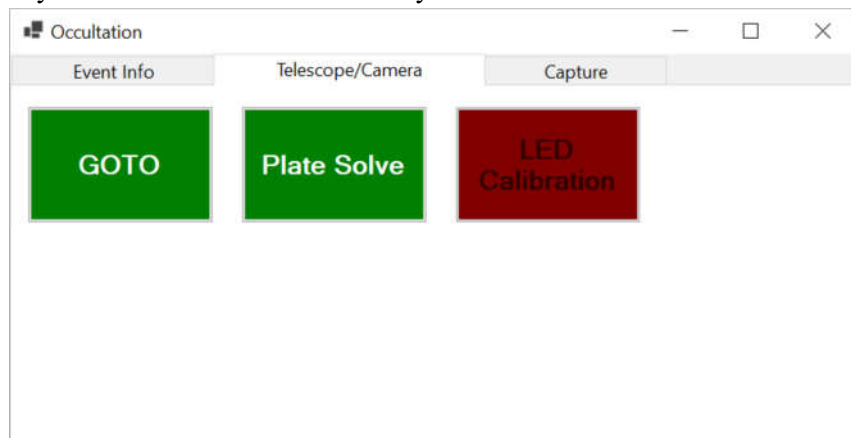 Occultation
Event Info
Telescope/Camera
Capture
GOTO
Plate Solve
LED
Calibration